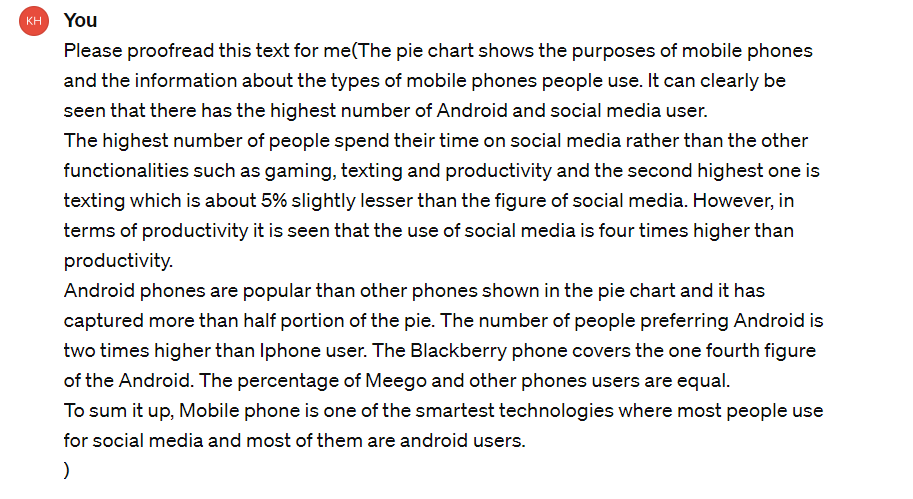 KH You
Please proofread this text for me(The pie chart shows the purposes of mobile phones
and the information about the types of mobile phones people use. It can clearly be
seen that there has the highest number of Android and social media user.
The highest number of people spend their time on social media rather than the other
functionalities such as gaming, texting and productivity and the second highest one is
texting which is about 5% slightly lesser than the figure of social media. However, in
terms of productivity it is seen that the use of social media is four times higher than
productivity.
Android phones are popular than other phones shown in the pie chart and it has
captured more than half portion of the pie. The number of people preferring Android is
two times higher than Iphone user. The Blackberry phone covers the one fourth figure
of the Android. The percentage of Meego and other phones users are equal.
To sum it up, Mobile phone is one of the smartest technologies where most people use
for social media and most of them are android users.
)